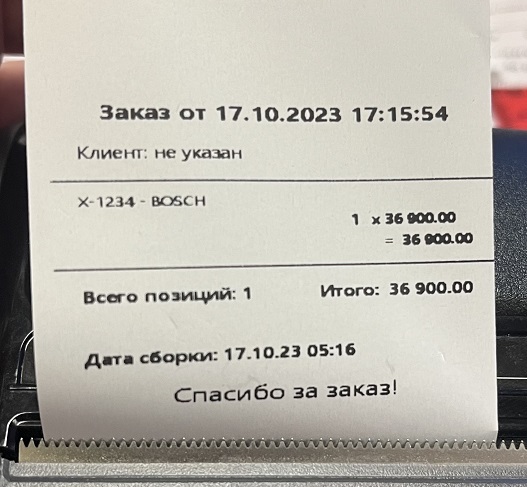 Заказ от 17.10.2023 17:15:54
Клиент: не указан
X-1234 - BOSCH
1 x 36 900.00
= 36 900.00
Всего позиций: 1 Итого: 36 900.00
Дата сборки: 17.10.23 05:16
Спасибо за заказ!